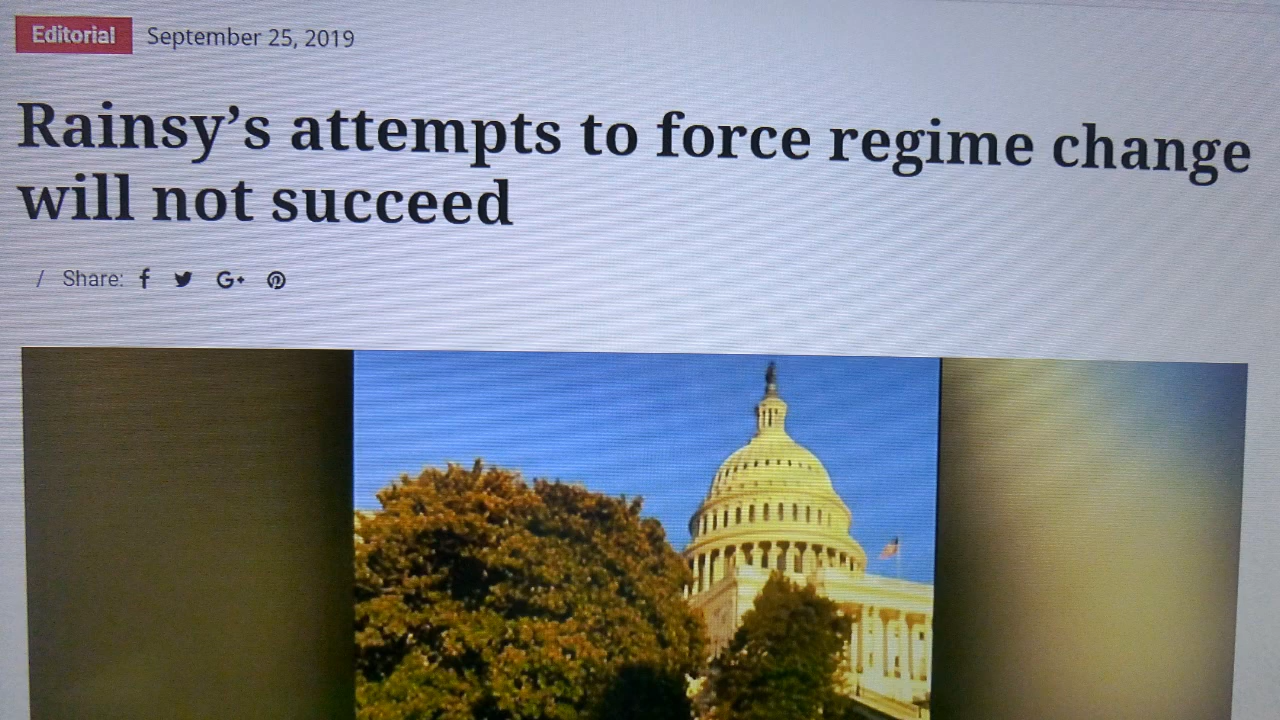 Editorial September 25, 2019
Rainsy’s attempts to force regime change
will not succeed
/ Share: